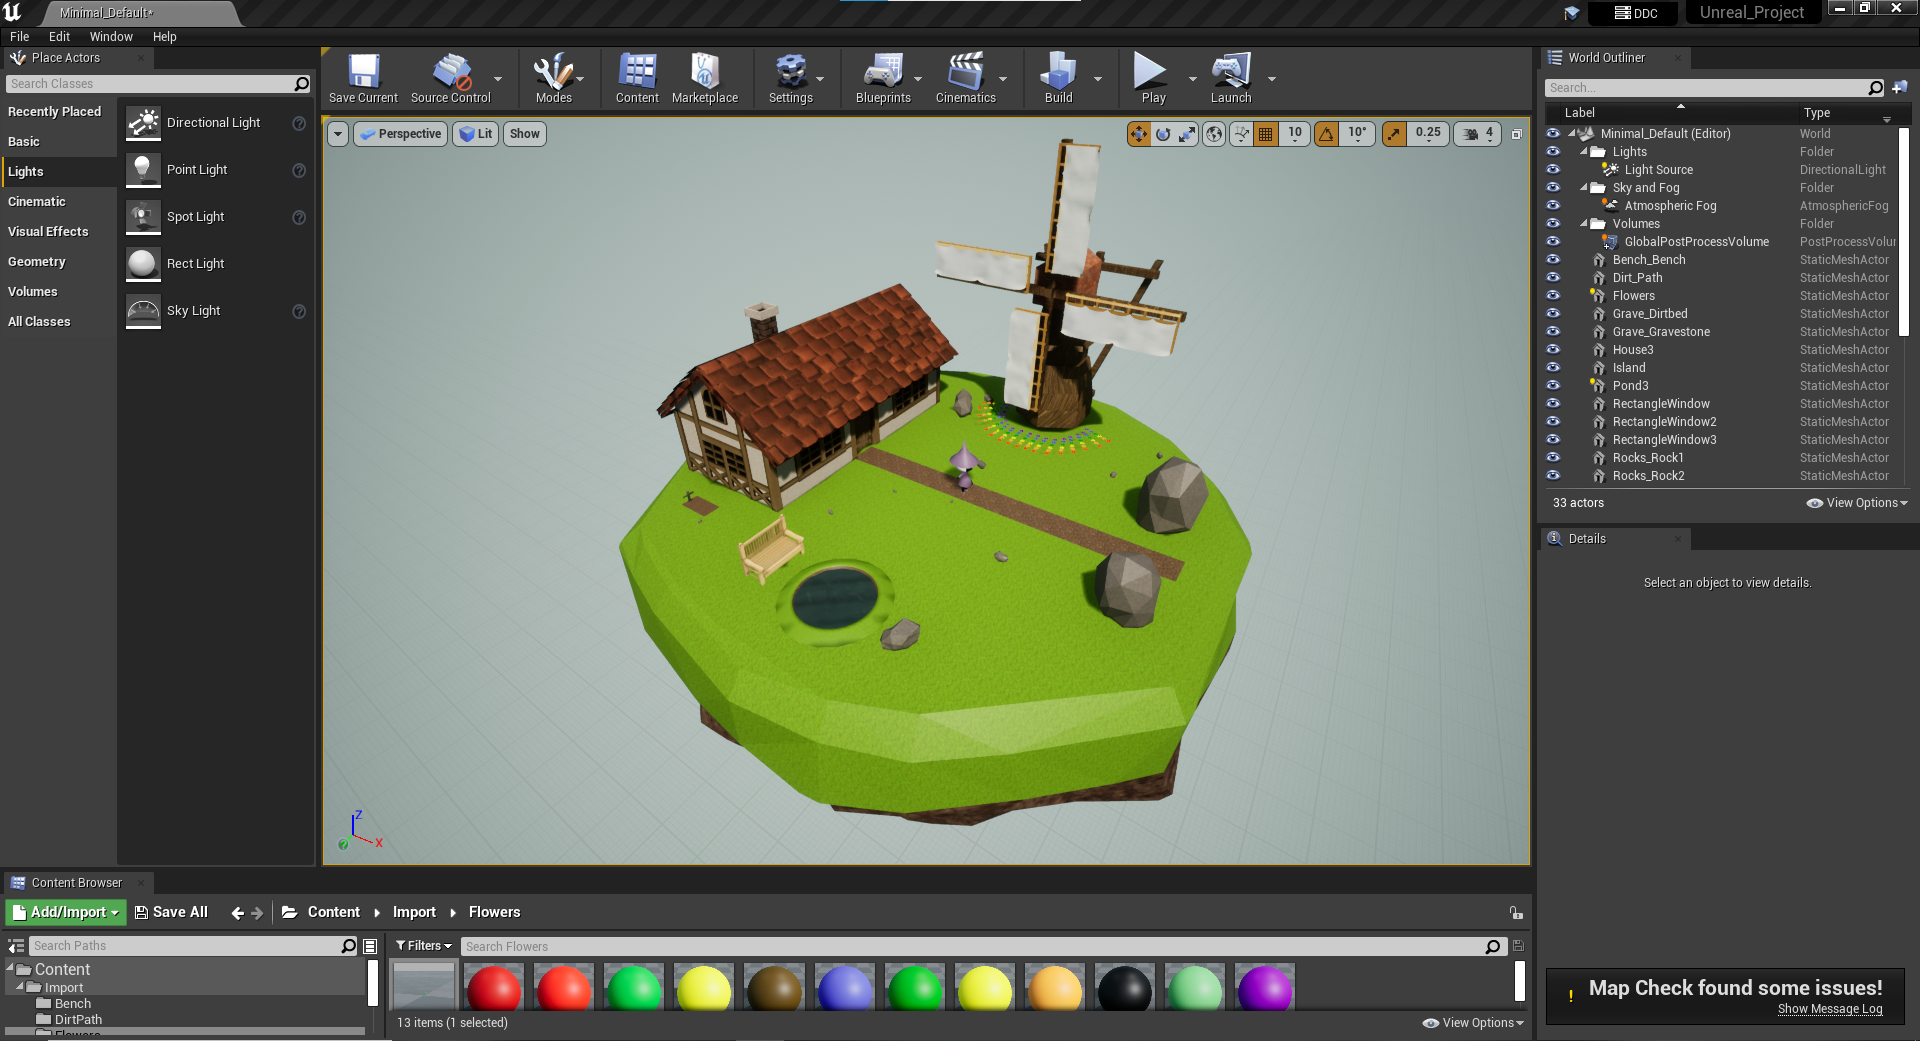 Minimal_Default*
DDC
Unreal_Project
File Edit Window Help
Place Actors
Search Classes
Recently Placed
Basic
Lights
Cinematic
Visual Effects
Geometry
Volumes
All Classes
Directional Light
Point Light
Spot Light
Rect Light
Sky Light
Save Current
Source Control
Modes
Content
Marketplace
Settings
Blueprints
Cinematics
Build
Play
Launch
Perspective
Lit
Show
10
10°
0.25
4
Z
X
World Outliner
Search...
Label Type
Minimal_Default (Editor) World
Lights Folder
Light Source DirectionalLight
Sky and Fog Folder
Atmospheric Fog AtmosphericFog
Volumes Folder
GlobalPostProcessVolume PostProcessVolu
Bench_Bench StaticMeshActor
Dirt_Path StaticMeshActor
Flowers StaticMeshActor
Grave_Dirtbed StaticMeshActor
Grave_Gravestone StaticMeshActor
House3 StaticMeshActor
Island StaticMeshActor
Pond3 StaticMeshActor
RectangleWindow StaticMeshActor
RectangleWindow2 StaticMeshActor
RectangleWindow3 StaticMeshActor
Rocks_Rock1 StaticMeshActor
Rocks_Rock2 StaticMeshActor
33 actors
View Options
Details
Select an object to view details.
Content Browser
Add/Import
Save All
Content
Import
Flowers
Search Paths
Content
Import
Bench
DirtPath
Flowers
Filters
Search Flowers
13 items (1 selected)
View Options
Map Check found some issues!
Show Message Log